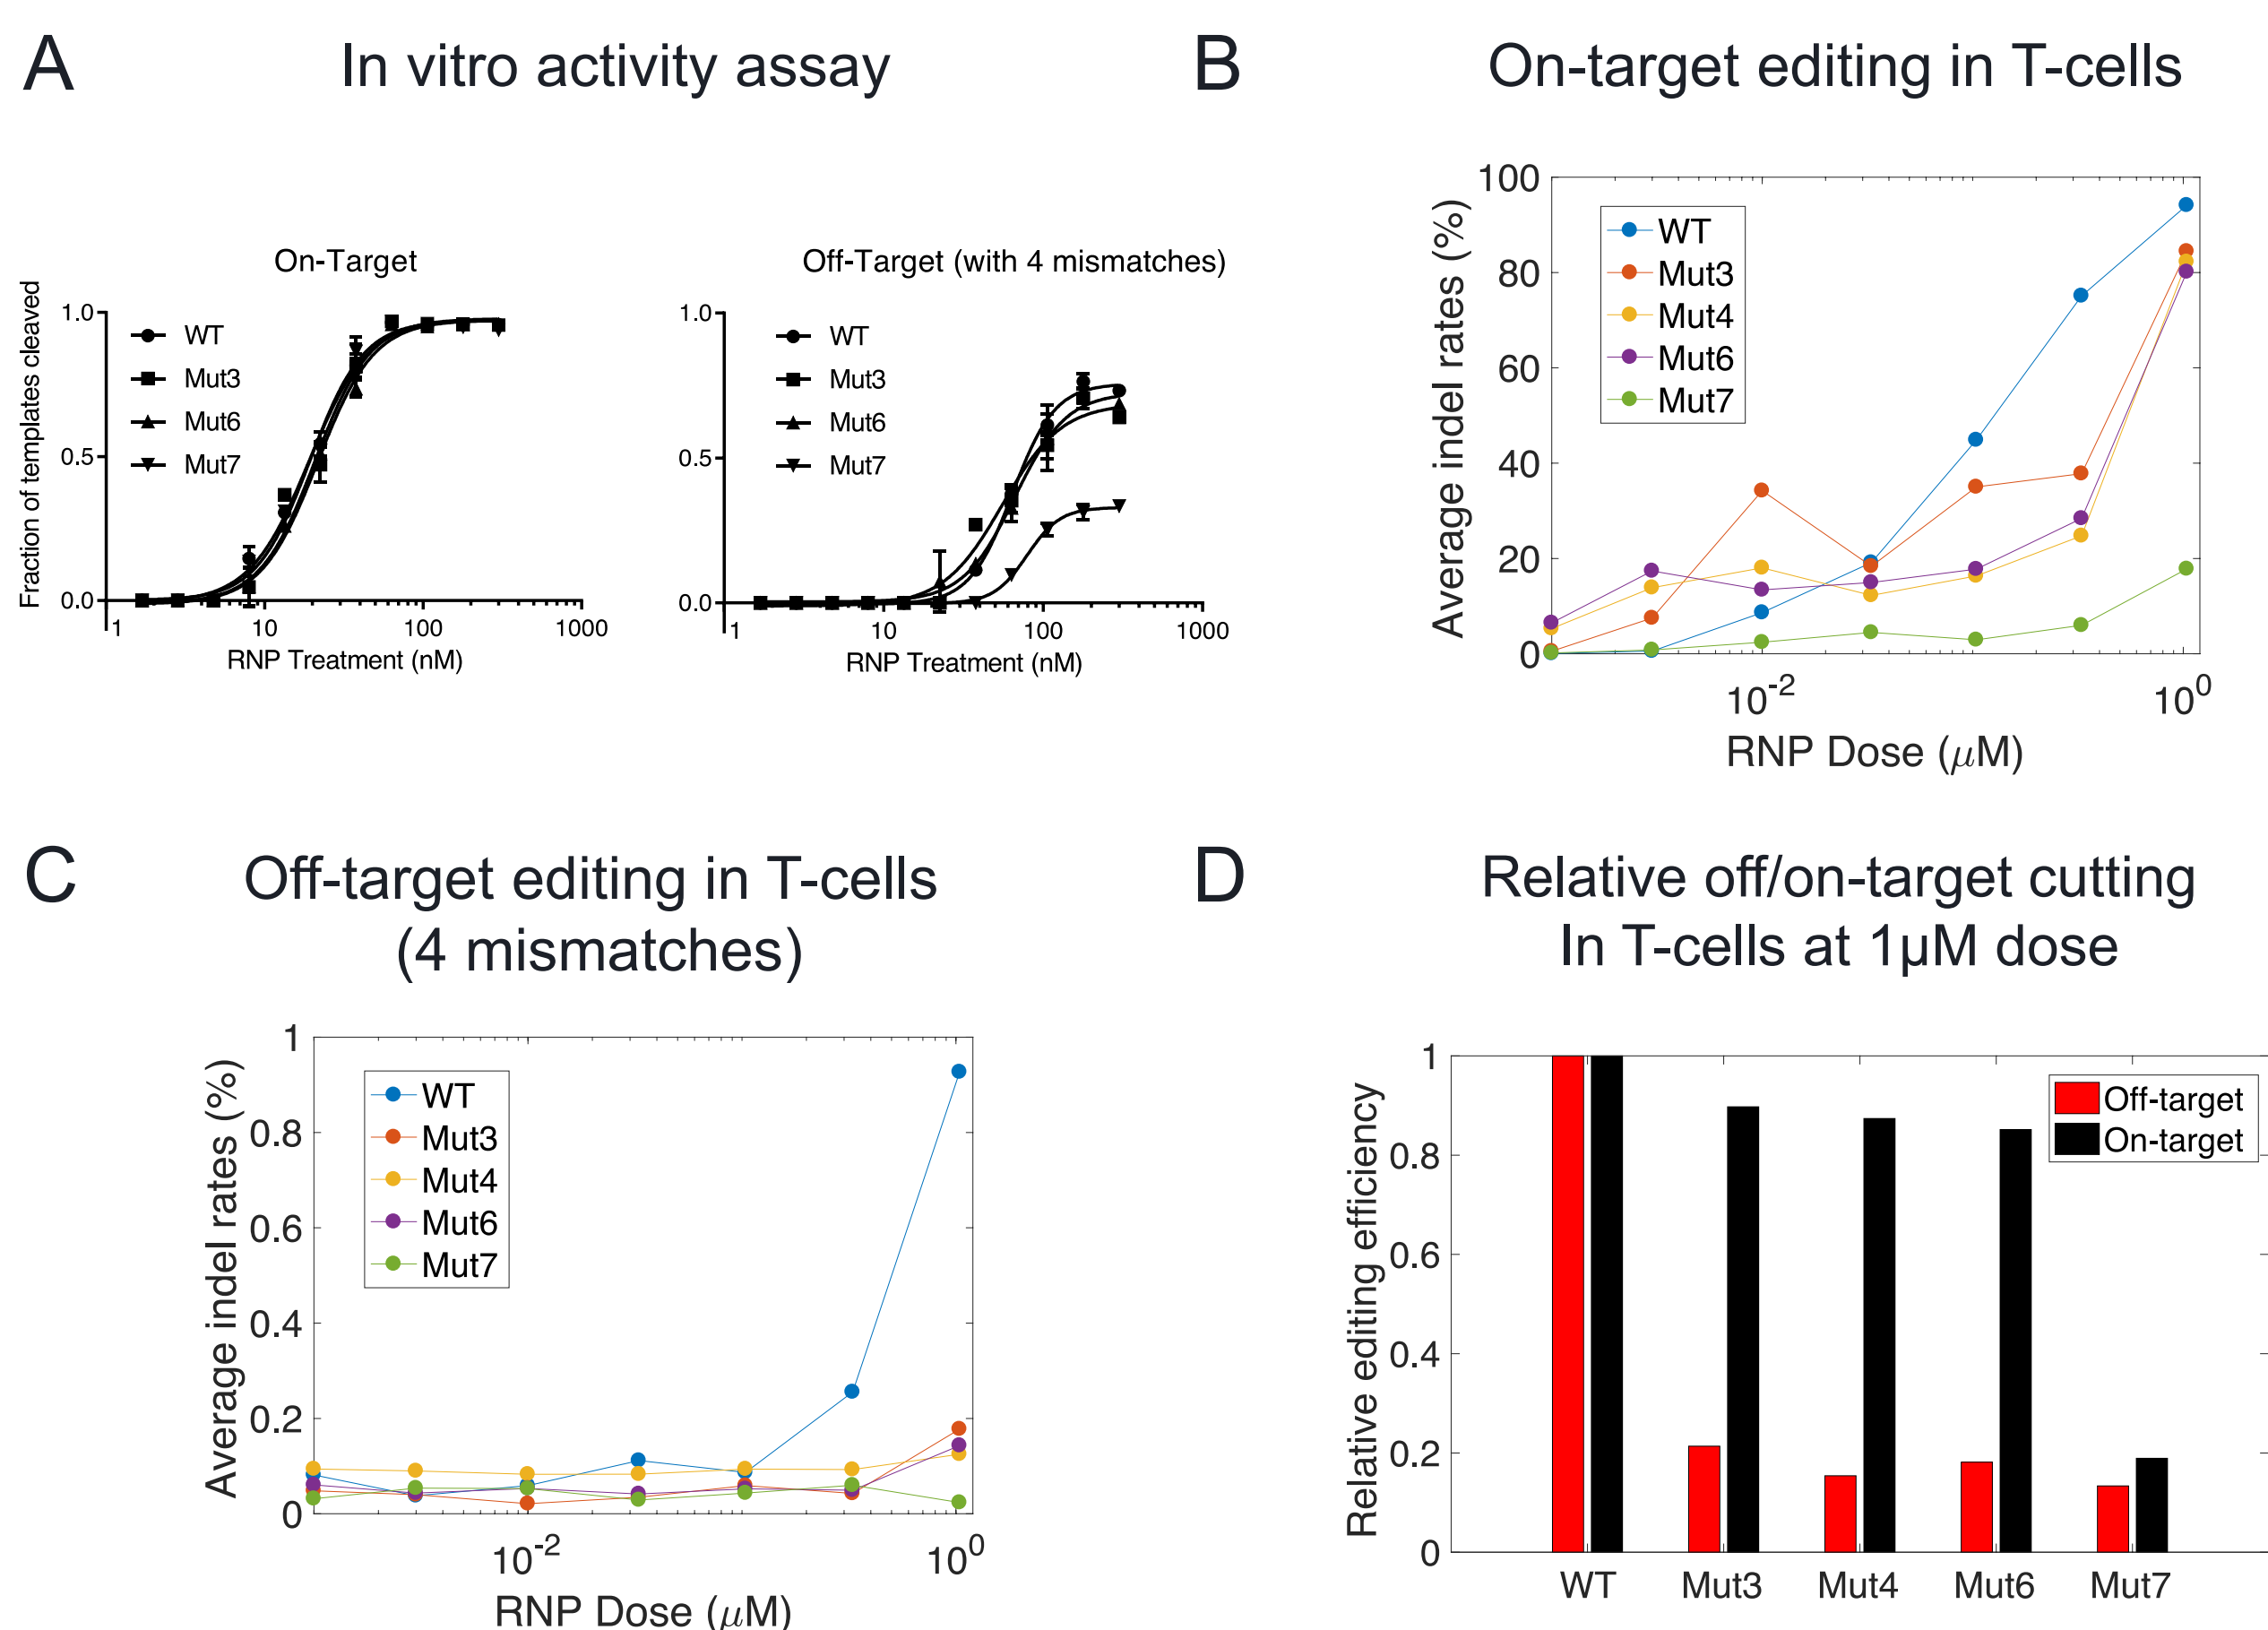 A
In vitro activity assay
On-Target
Fraction of templates cleaved
1.0
0.5
0.0
WT
Mut3
Mut6
Mut7
1
10
100
1000
RNP Treatment (nM)
Off-Target (with 4 mismatches)
1.0
0.5
0.0
WT
Mut3
Mut6
Mut7
1
10
100
1000
RNP Treatment (nM)
B
On-target editing in T-cells
Average indel rates (%)
100
80
60
40
20
0
WT
Mut3
Mut4
Mut6
Mut7
10⁻²
10⁰
RNP Dose (μM)
C
Off-target editing in T-cells
(4 mismatches)
Average indel rates (%)
1
0.8
0.6
0.4
0.2
0
WT
Mut3
Mut4
Mut6
Mut7
10⁻²
10⁰
RNP Dose (μM)
D
Relative off/on-target cutting
In T-cells at 1µM dose
Relative editing efficiency
1
0.8
0.6
0.4
0.2
0
Off-target
On-target
WT
Mut3
Mut4
Mut6
Mut7